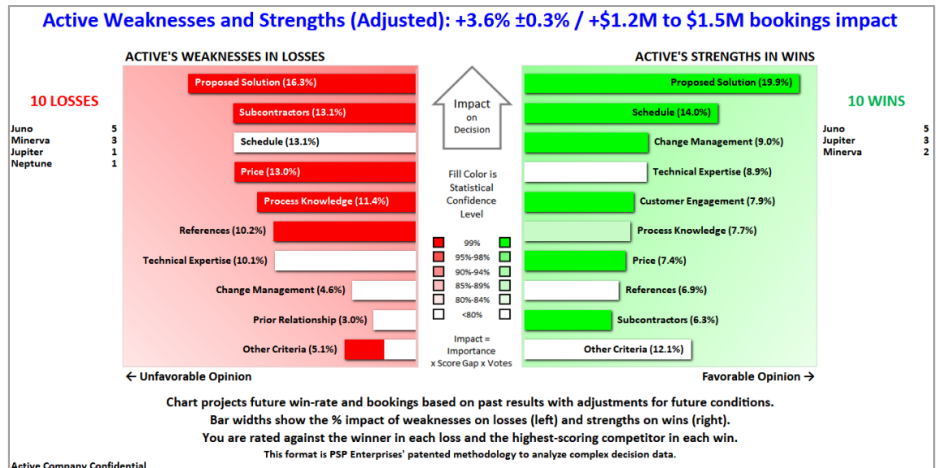 Active Weaknesses and Strengths (Adjusted): +3.6% ±0.3% / +$1.2M to $1.5M bookings impact
ACTIVE'S WEAKNESSES IN LOSSES
10 LOSSES
Juno 5
Minerva 3
Jupiter 1
Neptune 1
Proposed Solution (16.3%)
Subcontractors (13.1%)
Schedule (13.1%)
Price (13.0%)
Process Knowledge (11.4%)
References (10.2%)
Technical Expertise (10.1%)
Change Management (4.6%)
Prior Relationship (3.0%)
Other Criteria (5.1%)
← Unfavorable Opinion
Impact
on
Decision
Fill Color is
Statistical
Confidence
Level
99%
95%-98%
90%-94%
85%-89%
80%-84%
<80%
Impact =
Importance
x Score Gap x Votes
ACTIVE'S STRENGTHS IN WINS
Proposed Solution (19.9%)
Schedule (14.0%)
Change Management (9.0%)
Technical Expertise (8.9%)
Customer Engagement (7.9%)
Process Knowledge (7.7%)
Price (7.4%)
References (6.9%)
Subcontractors (6.3%)
Other Criteria (12.1%)
Favorable Opinion →
10 WINS
Juno 5
Jupiter 3
Minerva 2
Chart projects future win-rate and bookings based on past results with adjustments for future conditions.
Bar widths show the % impact of weaknesses on losses (left) and strengths on wins (right).
You are rated against the winner in each loss and the highest-scoring competitor in each win.
This format is PSP Enterprises' patented methodology to analyze complex decision data.
Active Company Confidential